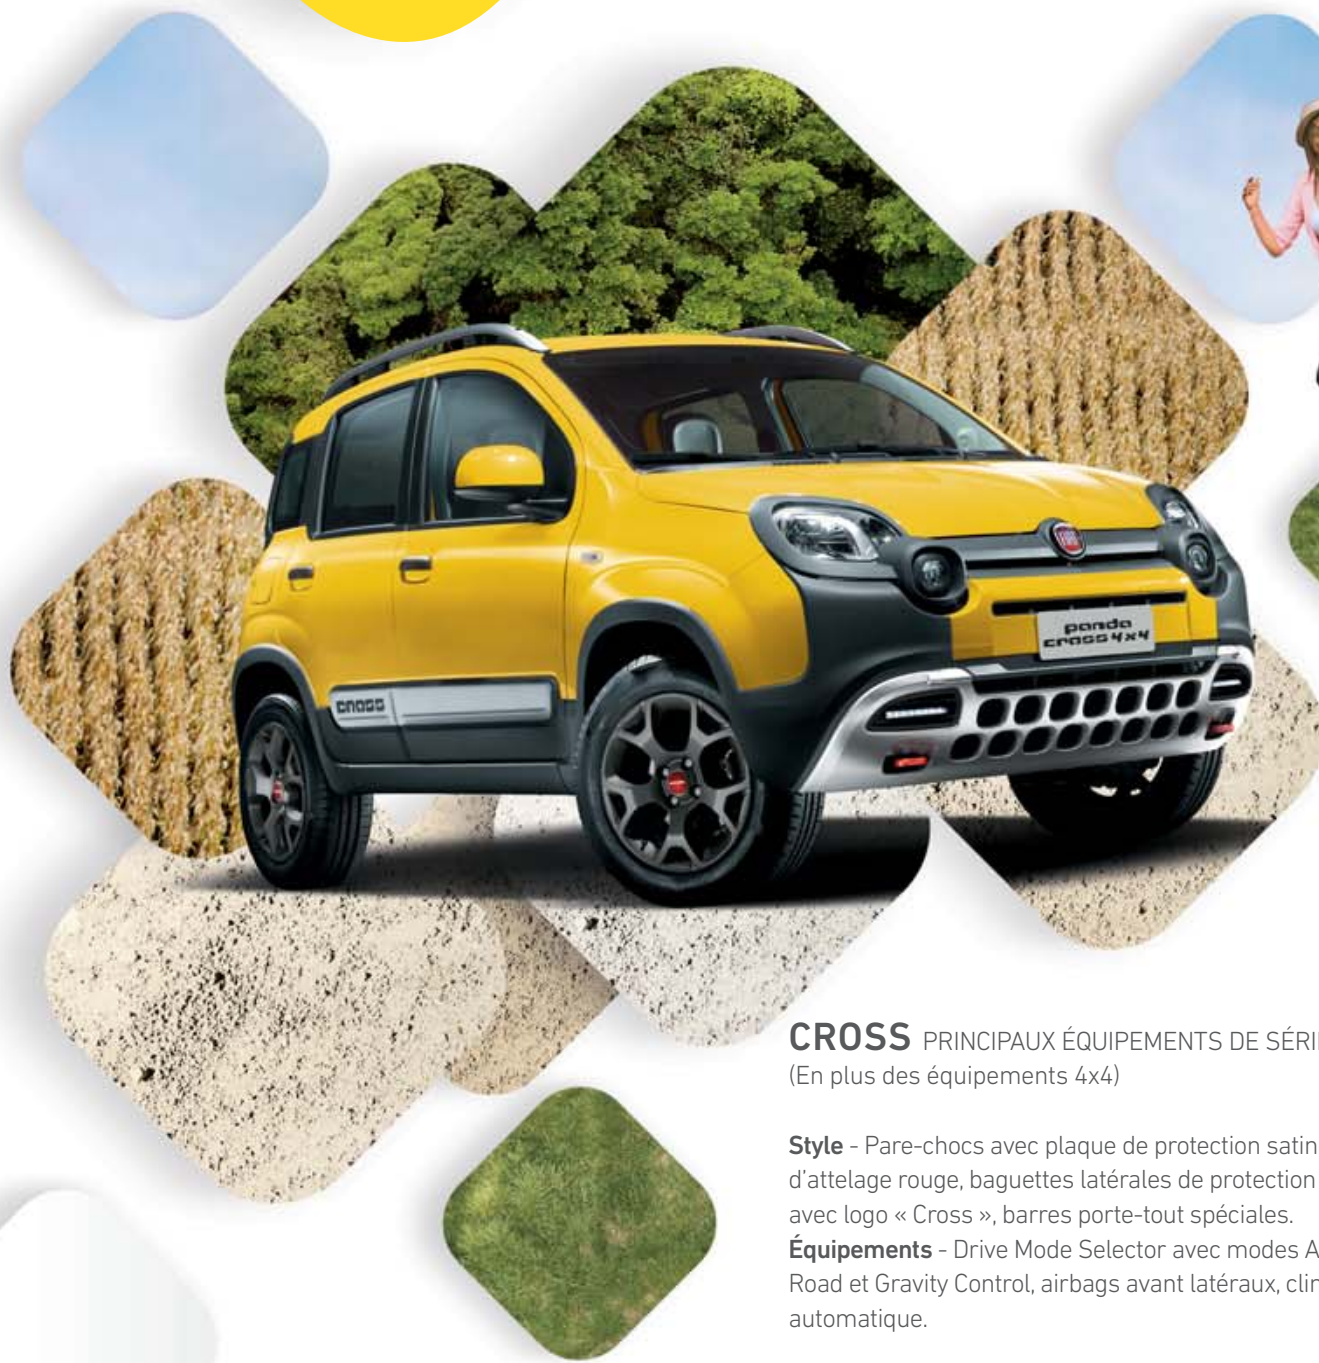 FIAT
panda
cross 4x4
cross
CROSS PRINCIPAUX ÉQUIPEMENTS DE SÉRI
(En plus des équipements 4x4)
Style - Pare-chocs avec plaque de protection satin
d'attelage rouge, baguettes latérales de protection
avec logo « Cross », barres porte-tout spéciales.
Équipements - Drive Mode Selector avec modes A
Road et Gravity Control, airbags avant latéraux, clim
automatique.